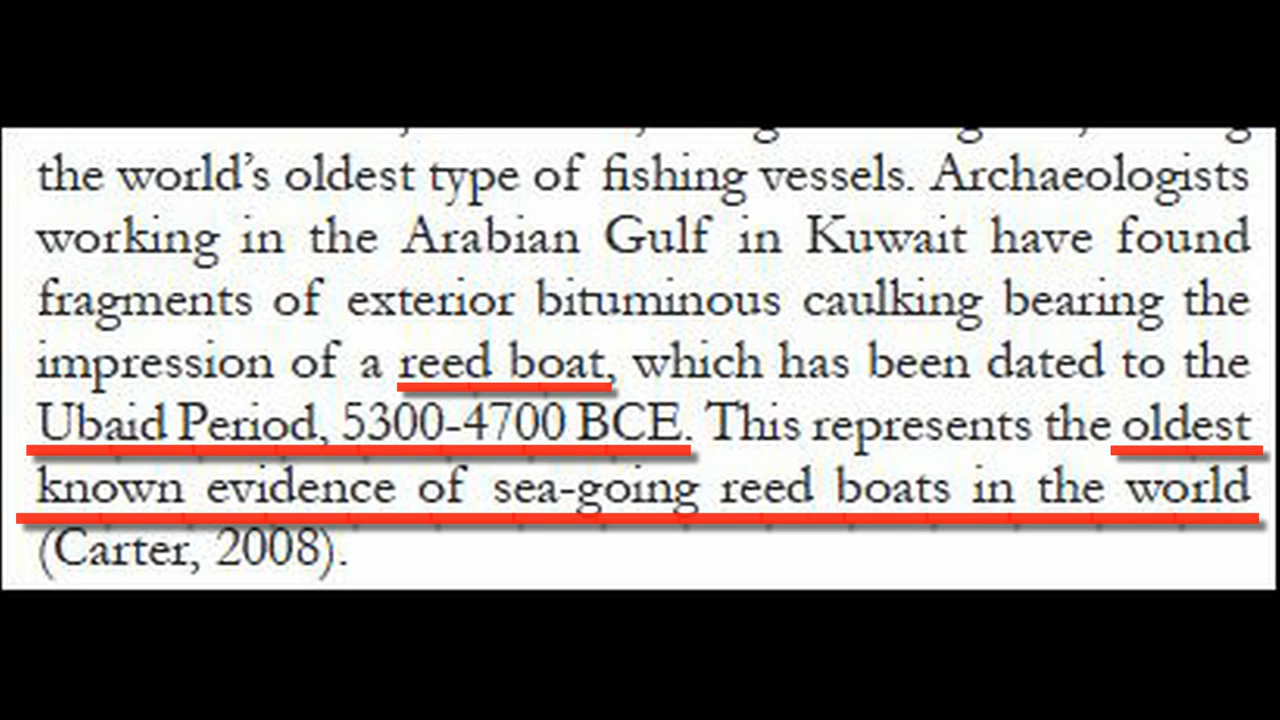 the world’s oldest type of fishing vessels. Archaeologists
working in the Arabian Gulf in Kuwait have found
fragments of exterior bituminous caulking bearing the
impression of a reed boat, which has been dated to the
Ubaid Period, 5300-4700 BCE. This represents the oldest
known evidence of sea-going reed boats in the world
(Carter, 2008).